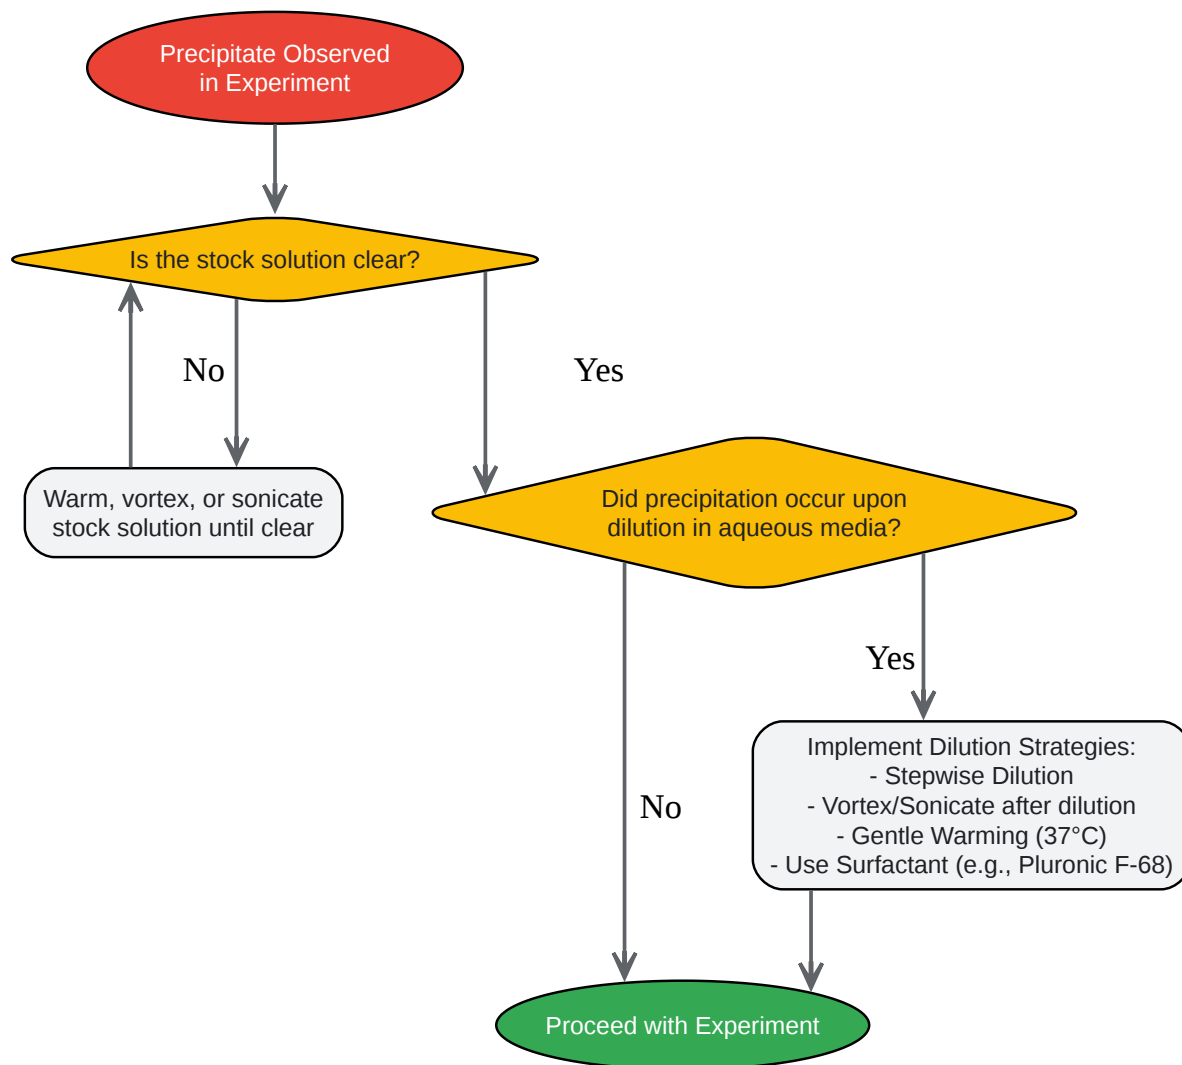 Precipitate Observed
in Experiment
Is the stock solution clear?
No
Yes
Warm, vortex, or sonicate
stock solution until clear
Did precipitation occur upon
dilution in aqueous media?
Yes
No
Implement Dilution Strategies:
- Stepwise Dilution
- Vortex/Sonicate after dilution
- Gentle Warming (37°C)
- Use Surfactant (e.g., Pluronic F-68)
Proceed with Experiment